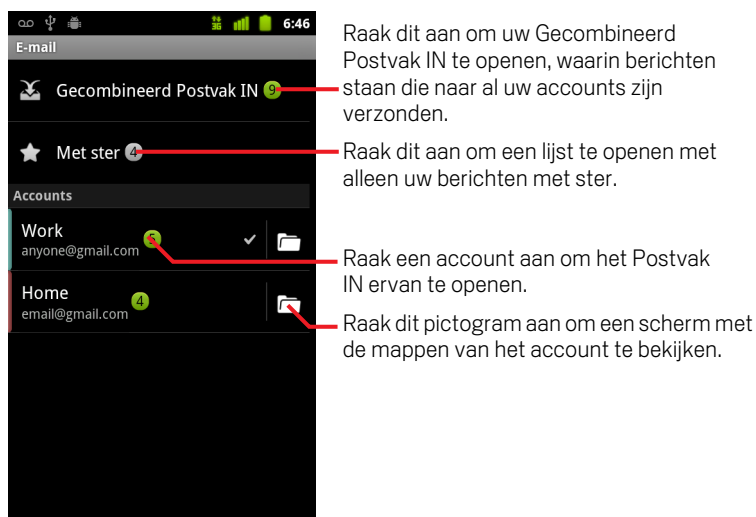 3G 6:46
E-mail
Gecombineerd Postvak IN 9
Met ster 4
Accounts
Work
anyone@gmail.com 5
Home
email@gmail.com 4
Raak dit aan om uw Gecombineerd
Postvak IN te openen, waarin berichten
staan die naar al uw accounts zijn
verzonden.
Raak dit aan om een lijst te openen met
alleen uw berichten met ster.
Raak een account aan om het Postvak
IN ervan te openen.
Raak dit pictogram aan om een scherm met
de mappen van het account te bekijken.